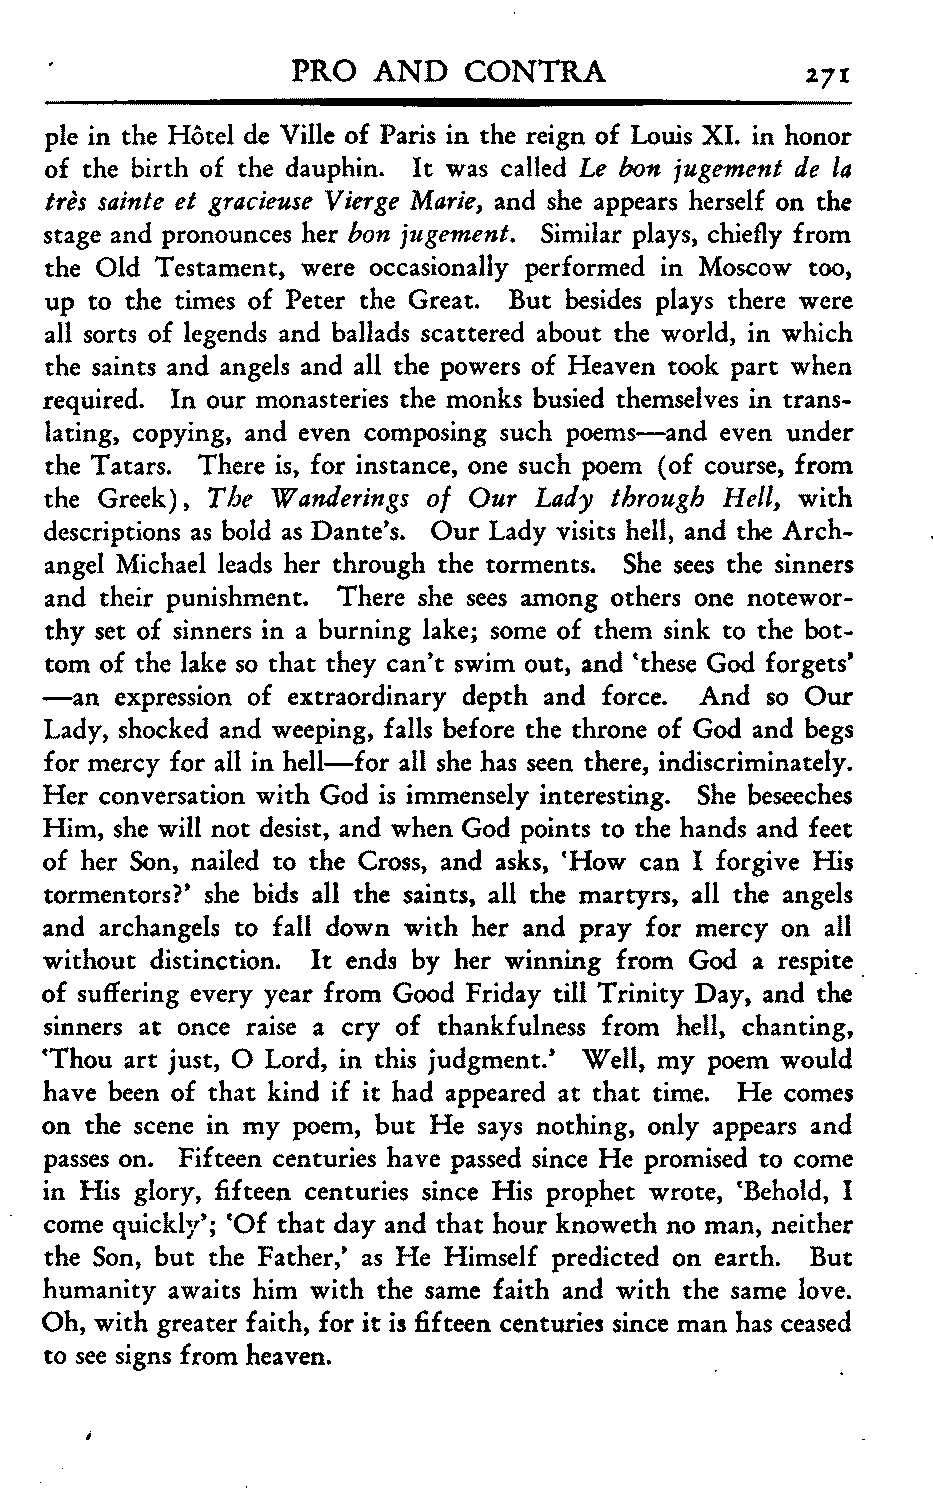 PRO AND CONTRA 271
ple in the Hôtel de Ville of Paris in the reign of Louis XI. in honor
of the birth of the dauphin. It was called Le bon jugement de la
très sainte et gracieuse Vierge Marie, and she appears herself on the
stage and pronounces her bon jugement. Similar plays, chiefly from
the Old Testament, were occasionally performed in Moscow too,
up to the times of Peter the Great. But besides plays there were
all sorts of legends and ballads scattered about the world, in which
the saints and angels and all the powers of Heaven took part when
required. In our monasteries the monks busied themselves in trans-
lating, copying, and even composing such poems—and even under
the Tatars. There is, for instance, one such poem (of course, from
the Greek), The Wanderings of Our Lady through Hell, with
descriptions as bold as Dante's. Our Lady visits hell, and the Arch-
angel Michael leads her through the torments. She sees the sinners
and their punishment. There she sees among others one notewor-
thy set of sinners in a burning lake; some of them sink to the bot-
tom of the lake so that they can't swim out, and 'these God forgets'
—an expression of extraordinary depth and force. And so Our
Lady, shocked and weeping, falls before the throne of God and begs
for mercy for all in hell—for all she has seen there, indiscriminately.
Her conversation with God is immensely interesting. She beseeches
Him, she will not desist, and when God points to the hands and feet
of her Son, nailed to the Cross, and asks, 'How can I forgive His
tormentors?' she bids all the saints, all the martyrs, all the angels
and archangels to fall down with her and pray for mercy on all
without distinction. It ends by her winning from God a respite
of suffering every year from Good Friday till Trinity Day, and the
sinners at once raise a cry of thankfulness from hell, chanting,
'Thou art just, O Lord, in this judgment.' Well, my poem would
have been of that kind if it had appeared at that time. He comes
on the scene in my poem, but He says nothing, only appears and
passes on. Fifteen centuries have passed since He promised to come
in His glory, fifteen centuries since His prophet wrote, 'Behold, I
come quickly'; 'Of that day and that hour knoweth no man, neither
the Son, but the Father,' as He Himself predicted on earth. But
humanity awaits him with the same faith and with the same love.
Oh, with greater faith, for it is fifteen centuries since man has ceased
to see signs from heaven.